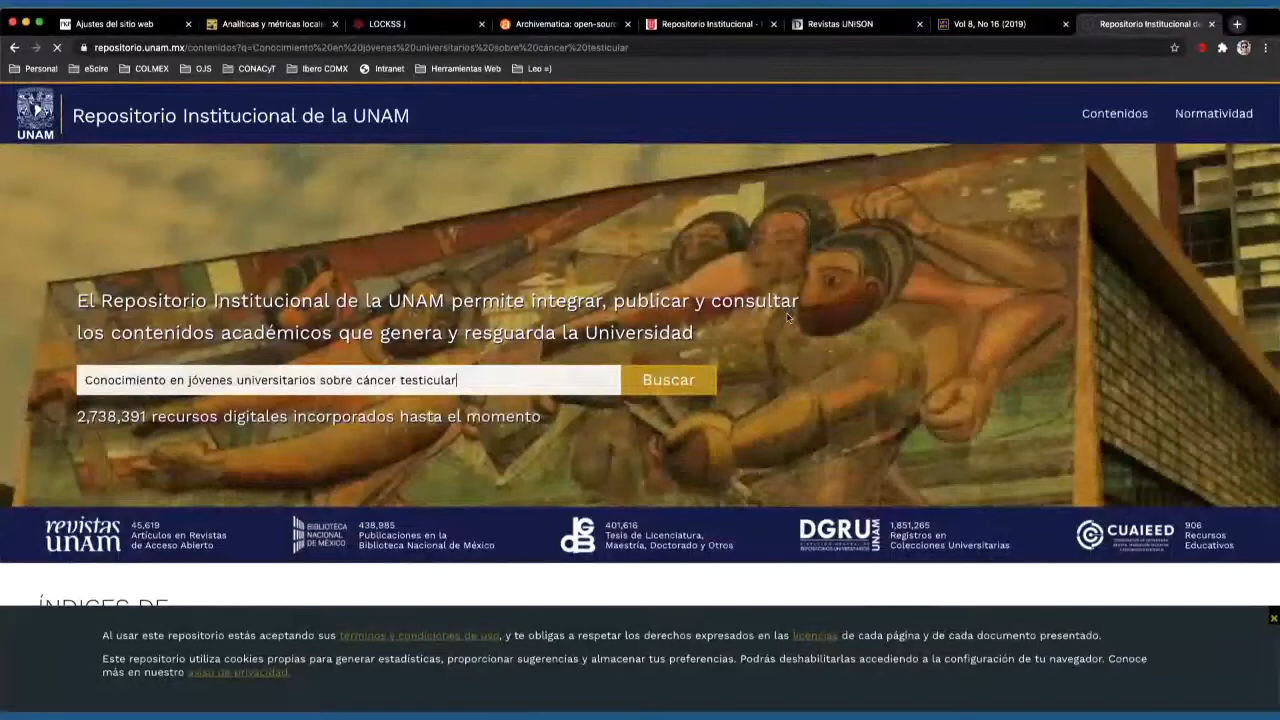 Ajustes del sitio web
Analíticas y métricas locale
LOCKSS |
Archivematica: open-sour
Repositorio Institucional -
Revistas UNISON
Vol 8, No 16 (2019)
Repositorio Institucional de
repositorio.unam.mx/contenidos?q=Conocimiento%20en%20jóvenes%20universitarios%20sobre%20cáncer%20testicular
Personal
eScire
COLMEX
OJS
CONACyT
Ibero CDMX
Intranet
Herramientas Web
Leo =)
UNAM
Repositorio Institucional de la UNAM
Contenidos
Normatividad
El Repositorio Institucional de la UNAM permite integrar, publicar y consultar
los contenidos académicos que genera y resguarda la Universidad
Conocimiento en jóvenes universitarios sobre cáncer testicular
Buscar
2,738,391 recursos digitales incorporados hasta el momento
revistas
unam
45,619
Artículos en Revistas
de Acceso Abierto
BIBLIOTECA
NACIONAL
DE MÉXICO
438,985
Publicaciones en la
Biblioteca Nacional de México
401,616
Tesis de Licenciatura,
Maestría, Doctorado y Otros
DGRU
UNAM
1,851,265
Registros en
Colecciones Universitarias
CUAIEED
906
Recursos
Educativos
ÍNDICES DE
Al usar este repositorio estás aceptando sus términos y condiciones de uso, y te obligas a respetar los derechos expresados en las licencias de cada página y de cada documento presentado.
Este repositorio utiliza cookies propias para generar estadísticas, proporcionar sugerencias y almacenar tus preferencias. Podrás deshabilitarlas accediendo a la configuración de tu navegador. Conoce
más en nuestro aviso de privacidad.